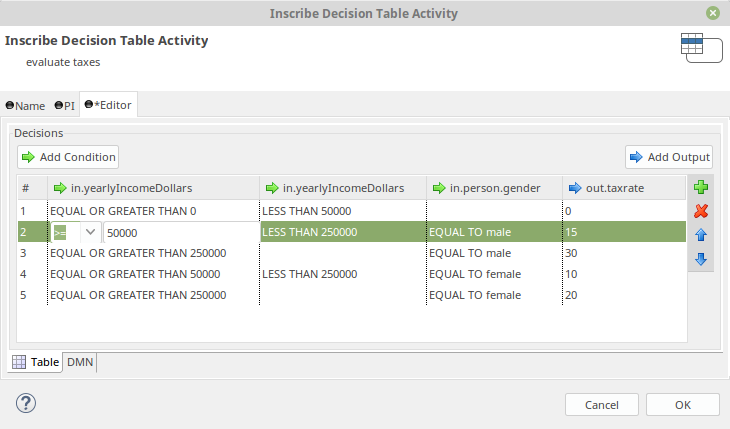 Inscribe Decision Table Activity
Inscribe Decision Table Activity
evaluate taxes
Name PI *Editor
Decisions
Add Condition Add Output
# in.yearlyIncomeDollars in.yearlyIncomeDollars in.person.gender out.taxrate
1 EQUAL OR GREATER THAN 0 LESS THAN 50000 0
2 >= 50000 LESS THAN 250000 EQUAL TO male 15
3 EQUAL OR GREATER THAN 250000 EQUAL TO male 30
4 EQUAL OR GREATER THAN 50000 LESS THAN 250000 EQUAL TO female 10
5 EQUAL OR GREATER THAN 250000 EQUAL TO female 20
Table DMN
? Cancel OK